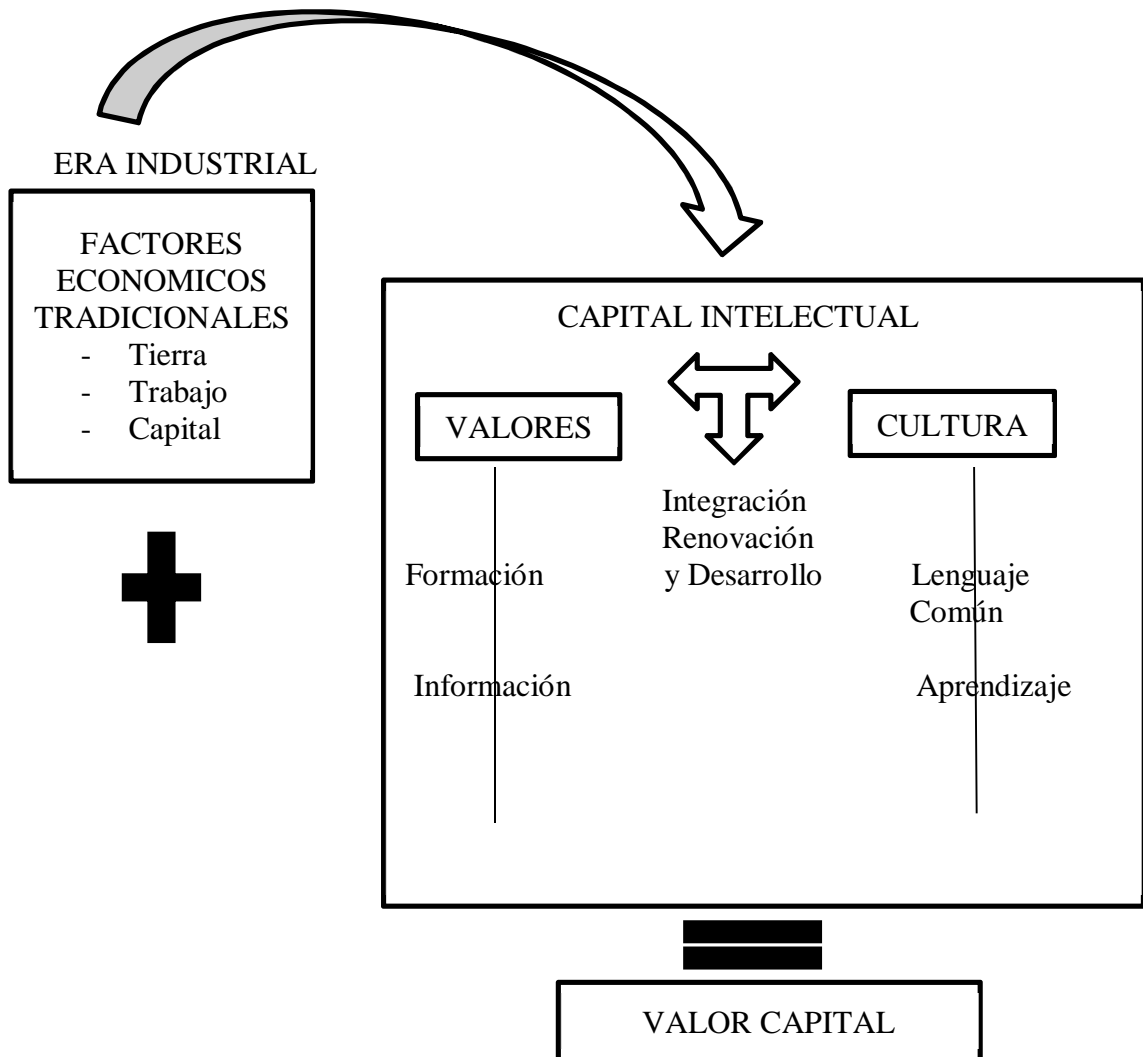 ERA INDUSTRIAL
FACTORES
ECONOMICOS
TRADICIONALES
- Tierra
- Trabajo
- Capital
CAPITAL INTELECTUAL
VALORES
CULTURA
Integración
Renovación
y Desarrollo
Formación
Información
Lenguaje
Común
Aprendizaje
VALOR CAPITAL